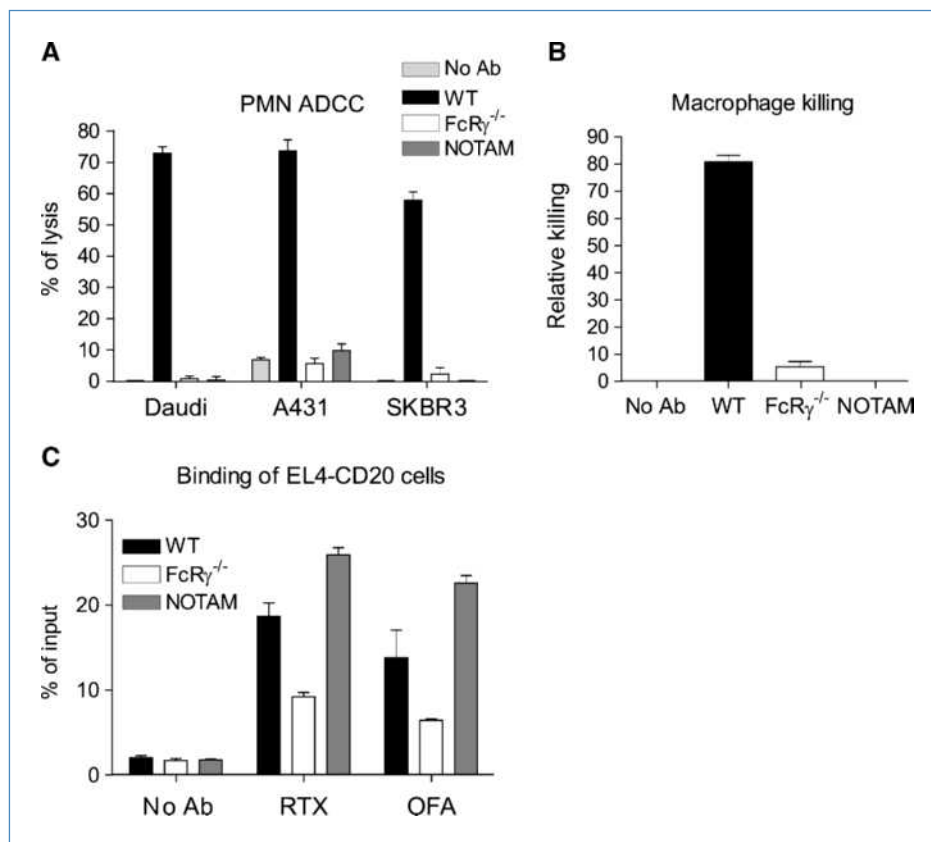 A
PMN ADCC
No Ab
WT
FcRγ-/-
NOTAM
80
70
60
50
40
30
20
10
0
% of lysis
Daudi A431 SKBR3
B
Macrophage killing
90
80
70
60
50
40
30
20
10
0
Relative killing
No Ab WT FcRγ-/- NOTAM
C
Binding of EL4-CD20 cells
WT
FcRγ-/-
NOTAM
30
20
10
0
% of input
No Ab RTX OFA